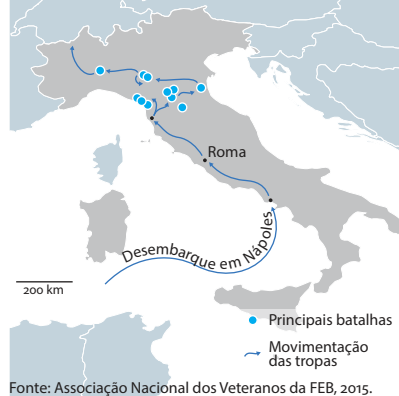 Roma
Desembarque em Nápoles
200 km
Principais batalhas
Movimentação
das tropas
Fonte: Associação Nacional dos Veteranos da FEB, 2015.